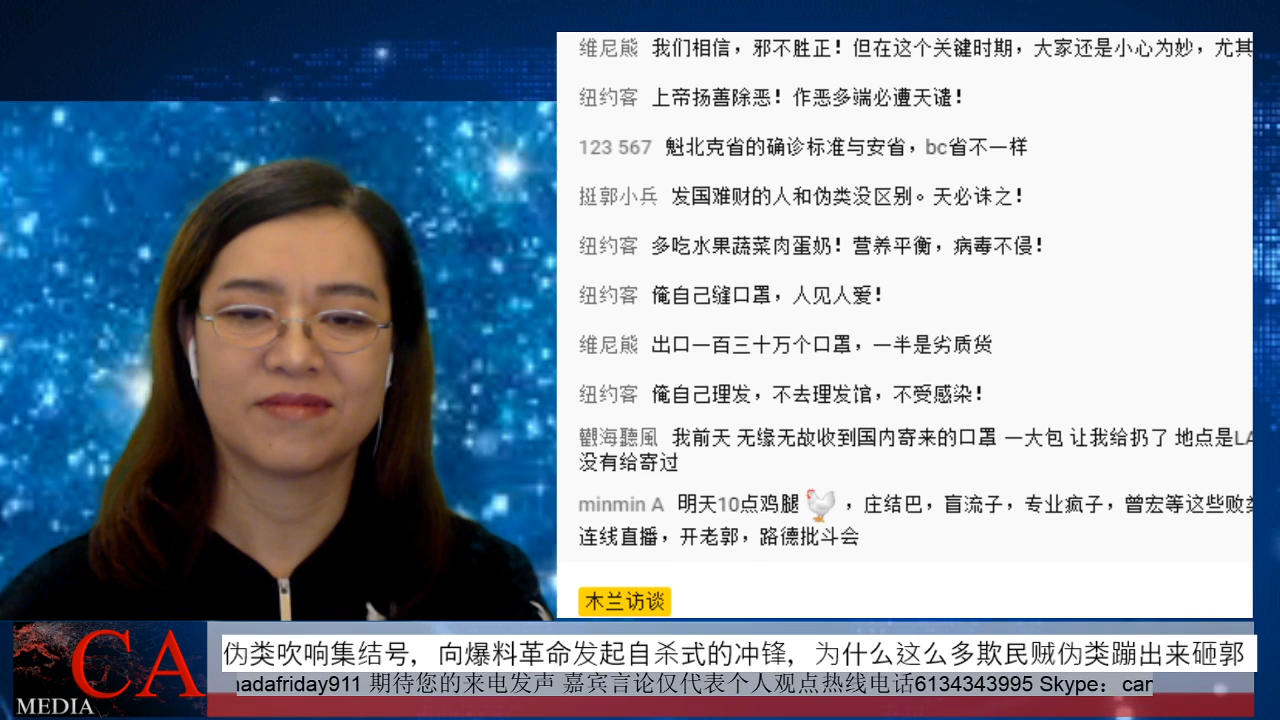 维尼熊 我们相信，邪不胜正！但在这个关键时期，大家还是小心为妙，尤其
纽约客 上帝扬善除恶！作恶多端必遭天谴！
123 567 魁北克省的确诊标准与安省，bc省不一样
挺郭小兵 发国难财的人和伪类没区别。天必诛之！
纽约客 多吃水果蔬菜肉蛋奶！营养平衡，病毒不侵！
纽约客 俺自己缝口罩，人见人爱！
维尼熊 出口一百三十万个口罩，一半是劣质货
纽约客 俺自己理发，不去理发馆，不受感染！
觀海聽風 我前天 无缘无故收到国内寄来的口罩 一大包 让我给扔了 地点是LA
没有给寄过
minmin A 明天10点鸡腿🐓，庄结巴，盲流子，专业疯子，曾宏等这些败类
连线直播，开老郭，路德批斗会
木兰访谈
CA
MEDIA
伪类吹响集结号，向爆料革命发起自杀式的冲锋，为什么这么多欺民贼伪类蹦出来砸郭
nadafriday911 期待您的来电发声 嘉宾言论仅代表个人观点热线电话6134343995 Skype：can